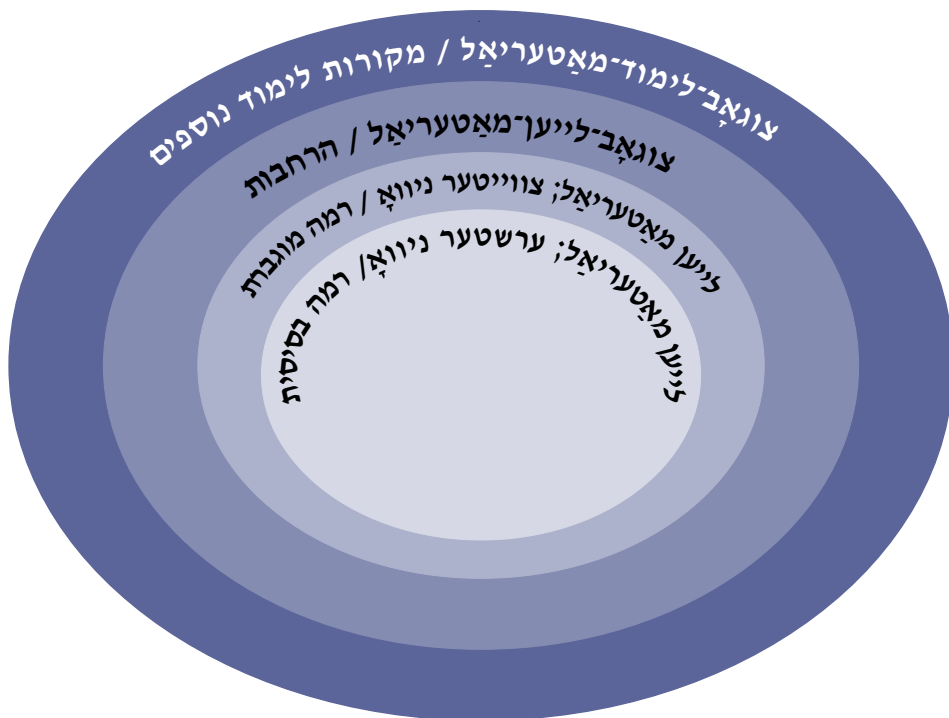 צוגאָב־לימוד־מאַטעריאַל / מקורות לימוד נוספים
צוגאָב־לייען־מאַטעריאַל / הרחבות
לייען מאַטעריאַל; צווייטער ניוואָ / רמה מוגברת
לייען מאַטעריאַל; ערשטער ניוואָ/ רמה בסיסית